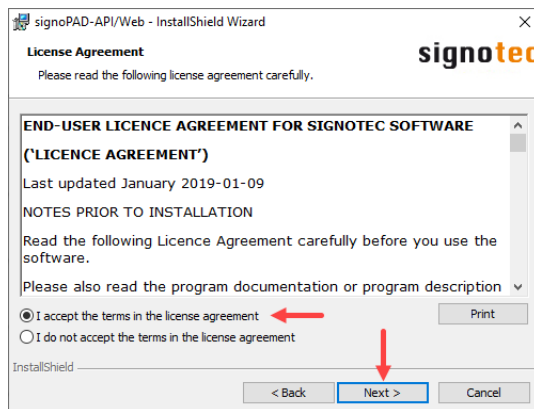 signoPAD-API/Web - InstallShield Wizard
License Agreement
Please read the following license agreement carefully.
signotec
END-USER LICENCE AGREEMENT FOR SIGNOTEC SOFTWARE
('LICENCE AGREEMENT')
Last updated January 2019-01-09
NOTES PRIOR TO INSTALLATION
Read the following Licence Agreement carefully before you use the
software.
Please also read the program documentation or program description
I accept the terms in the license agreement
Print
I do not accept the terms in the license agreement
InstallShield
< Back
Next >
Cancel